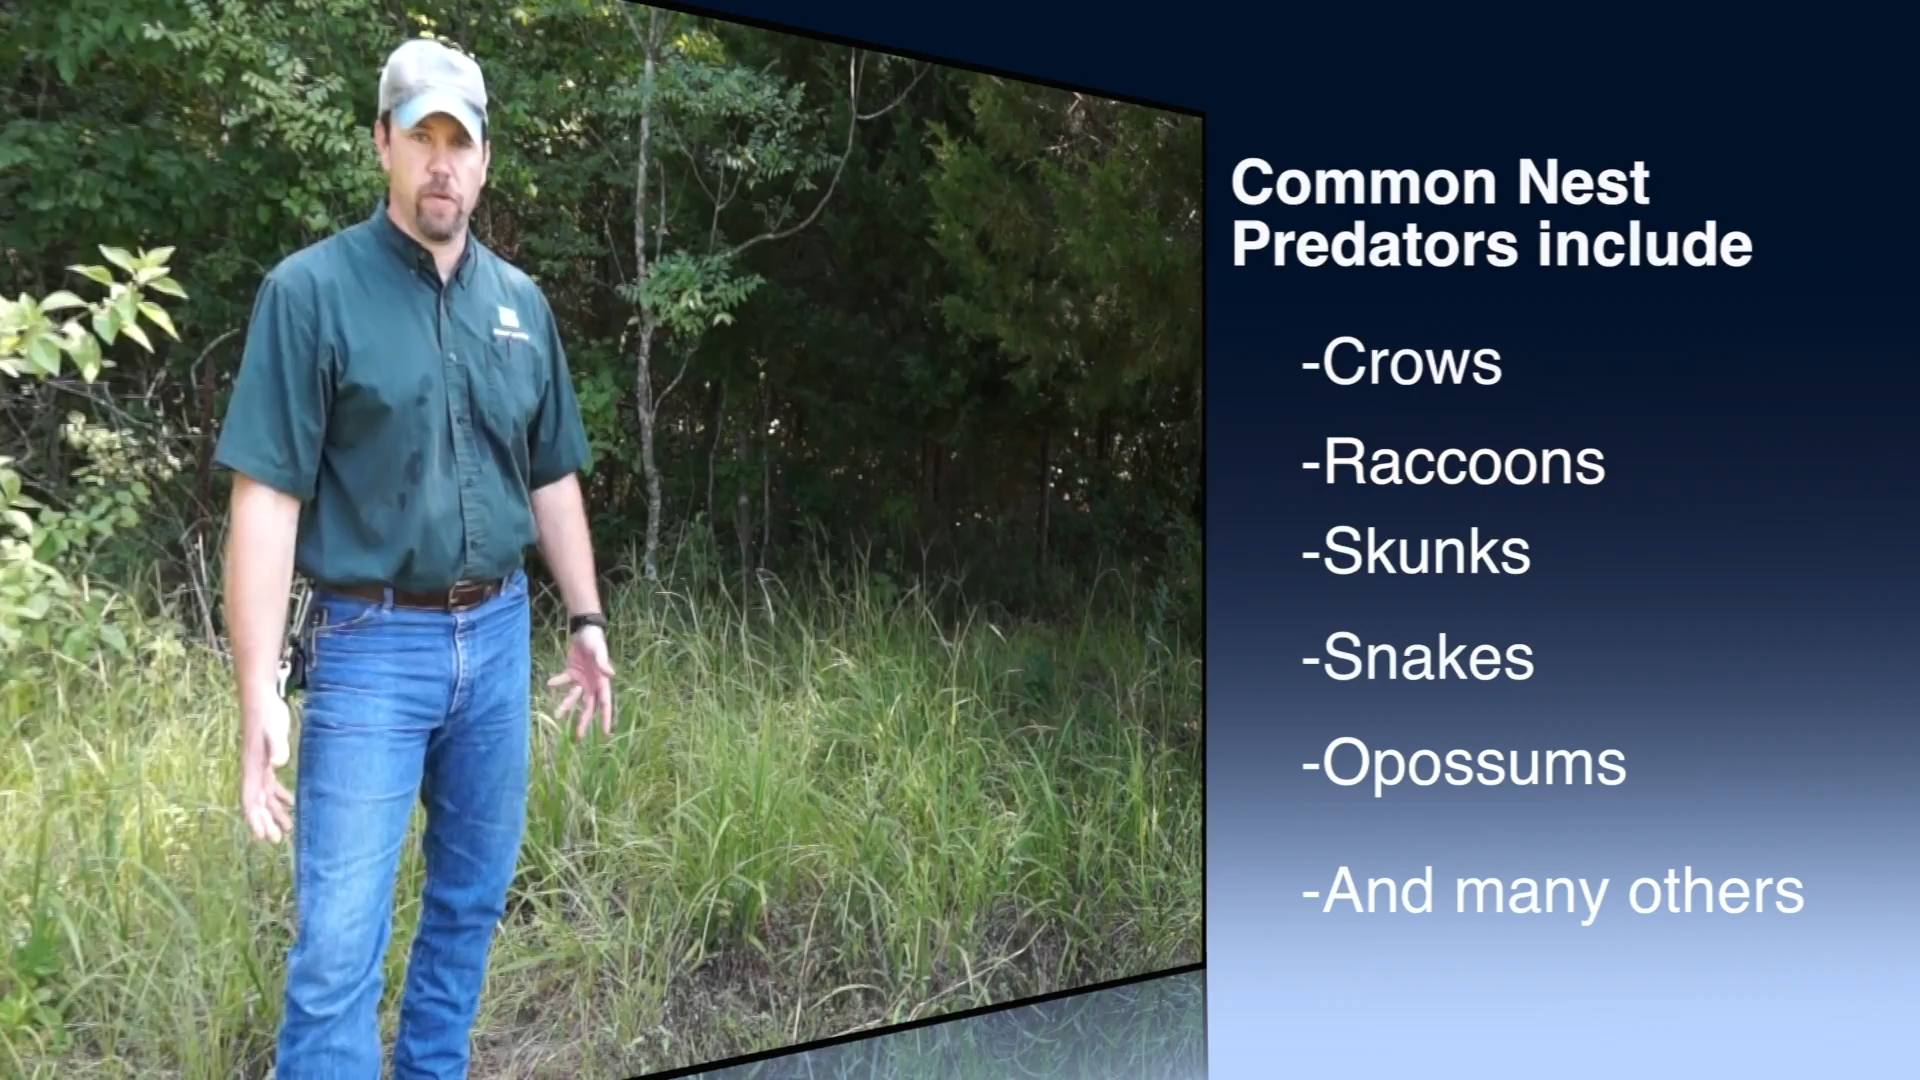 Common Nest
Predators include
-Crows
-Raccoons
-Skunks
-Snakes
-Opossums
-And many others